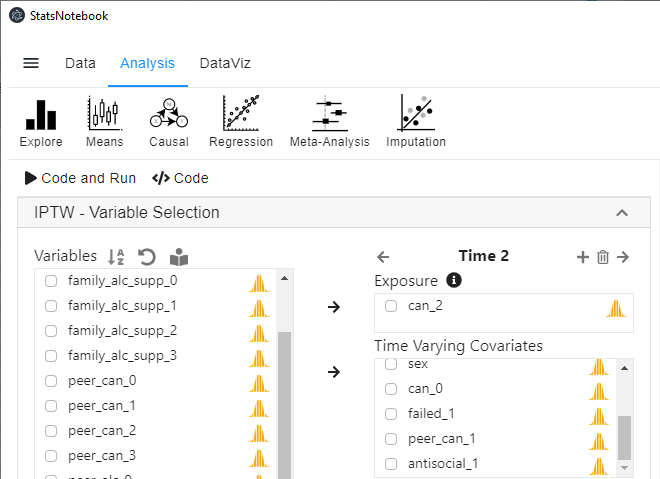 StatsNotebook
Data Analysis DataViz
Explore Means Causal Regression Meta-Analysis Imputation
Code and Run Code
IPTW - Variable Selection
Variables
family_alc_supp_0
family_alc_supp_1
family_alc_supp_2
family_alc_supp_3
peer_can_0
peer_can_1
peer_can_2
peer_can_3
Time 2
Exposure
can_2
Time Varying Covariates
sex
can_0
failed_1
peer_can_1
antisocial_1